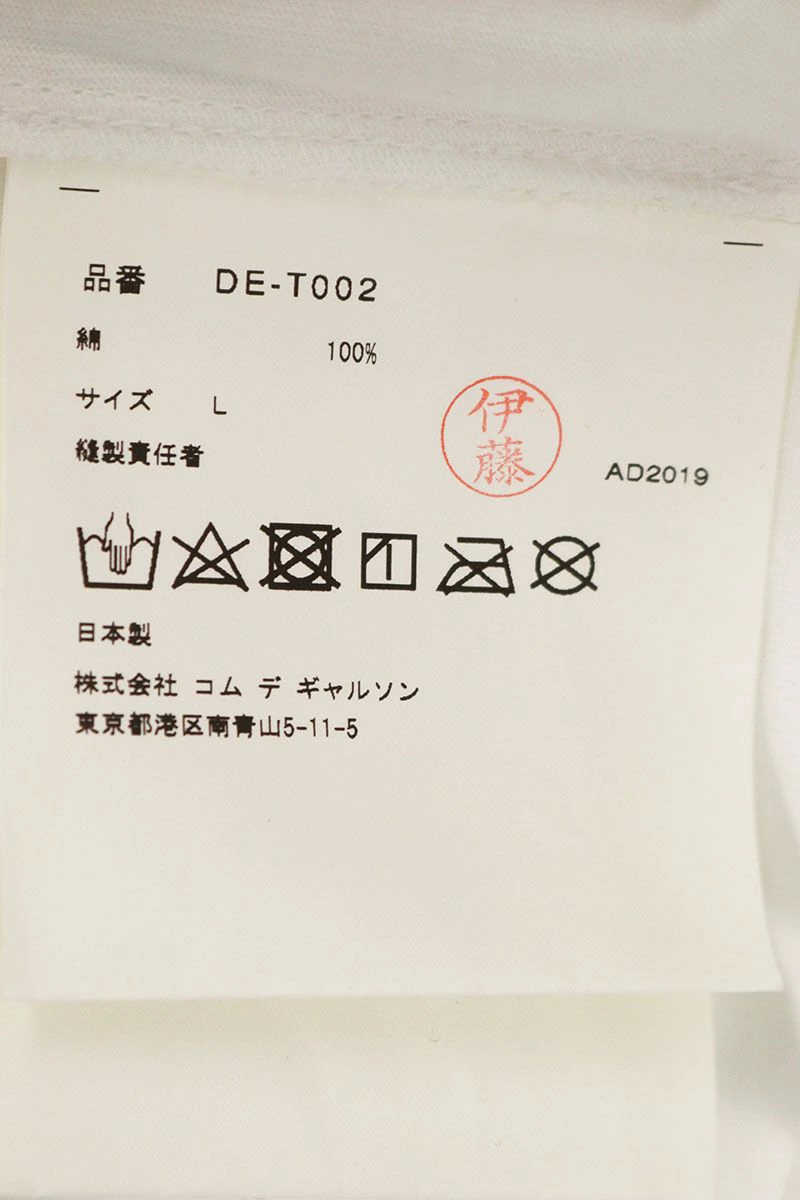 品番 DE-T002
綿 100%
サイズ L
縫製責任者
伊藤
AD2019
日本製
株式会社 コム デ ギャルソン
東京都港区南青山5-11-5